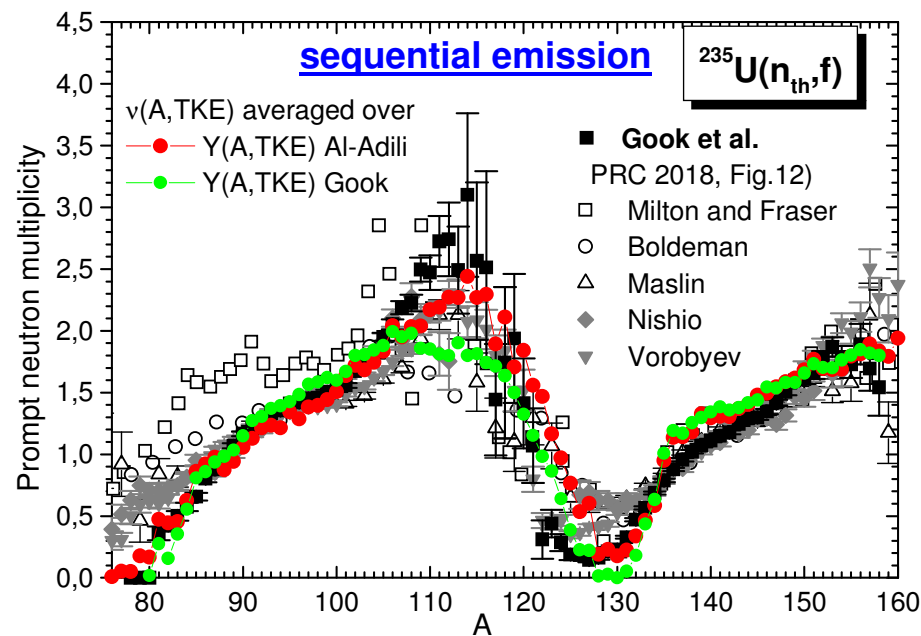 sequential emission
²³⁵U(nₜₕ,f)
ν(A,TKE) averaged over
Y(A,TKE) Al-Adili
Y(A,TKE) Gook
Gook et al.
PRC 2018, Fig.12)
Milton and Fraser
Boldeman
Maslin
Nishio
Vorobyev
Prompt neutron multiplicity
4,5
4,0
3,5
3,0
2,5
2,0
1,5
1,0
0,5
0,0
80 90 100 110 120 130 140 150 160
A